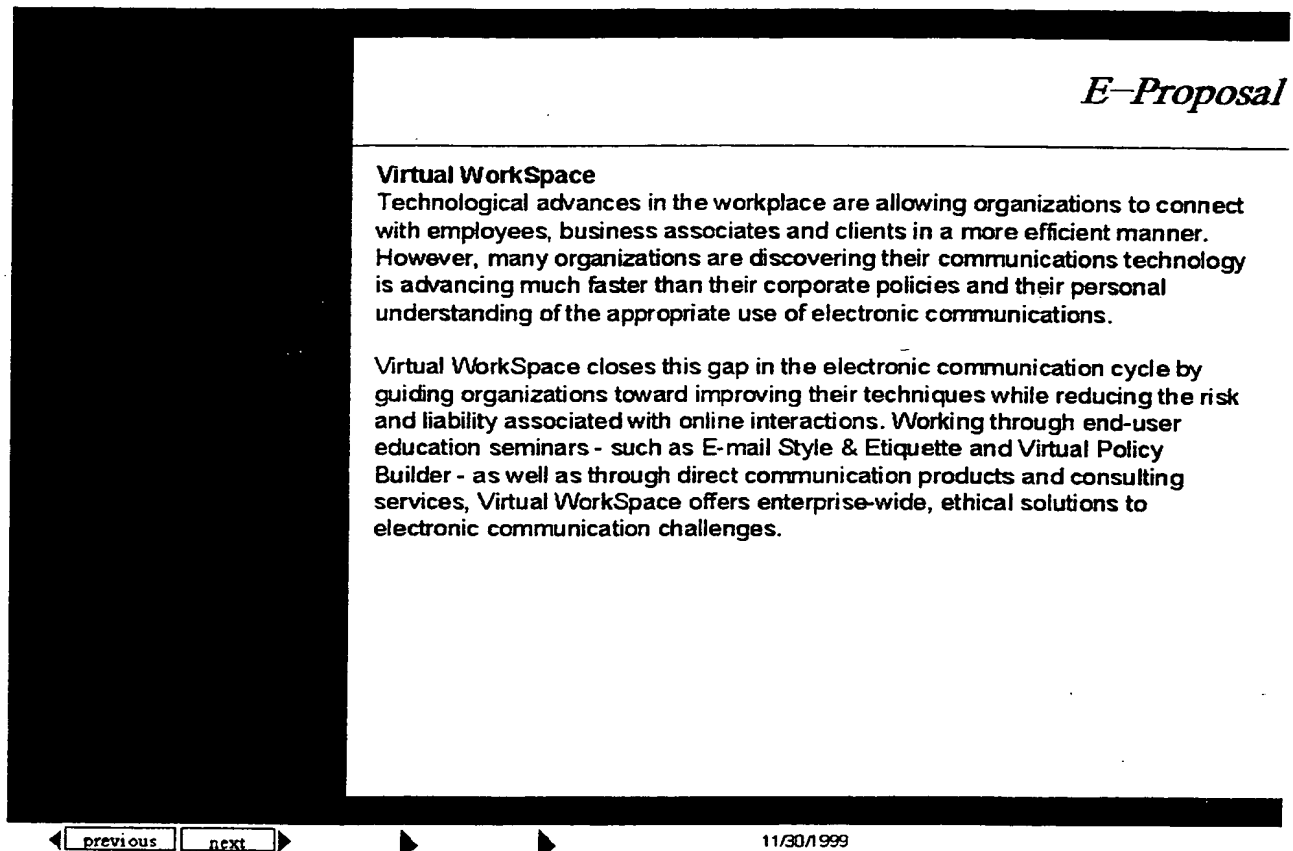 E-Proposal
Virtual WorkSpace
Technological advances in the workplace are allowing organizations to connect
with employees, business associates and clients in a more efficient manner.
However, many organizations are discovering their communications technology
is advancing much faster than their corporate policies and their personal
understanding of the appropriate use of electronic communications.
Virtual WorkSpace closes this gap in the electronic communication cycle by
guiding organizations toward improving their techniques while reducing the risk
and liability associated with online interactions. Working through end-user
education seminars - such as E-mail Style & Etiquette and Virtual Policy
Builder - as well as through direct communication products and consulting
services, Virtual WorkSpace offers enterprise-wide, ethical solutions to
electronic communication challenges.
previous next 11/30/1999